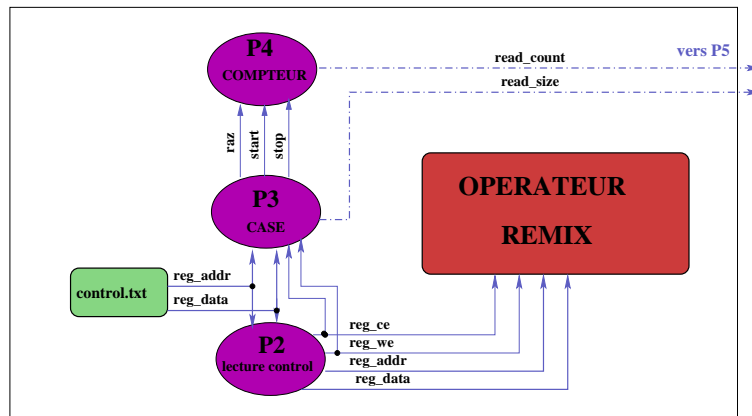 P4
COMPTEUR
read_count
vers P5
read_size
raz
start
stop
P3
CASE
OPERATEUR
REMIX
control.txt
reg_addr
reg_data
P2
lecture control
reg_ce
reg_we
reg_addr
reg_data